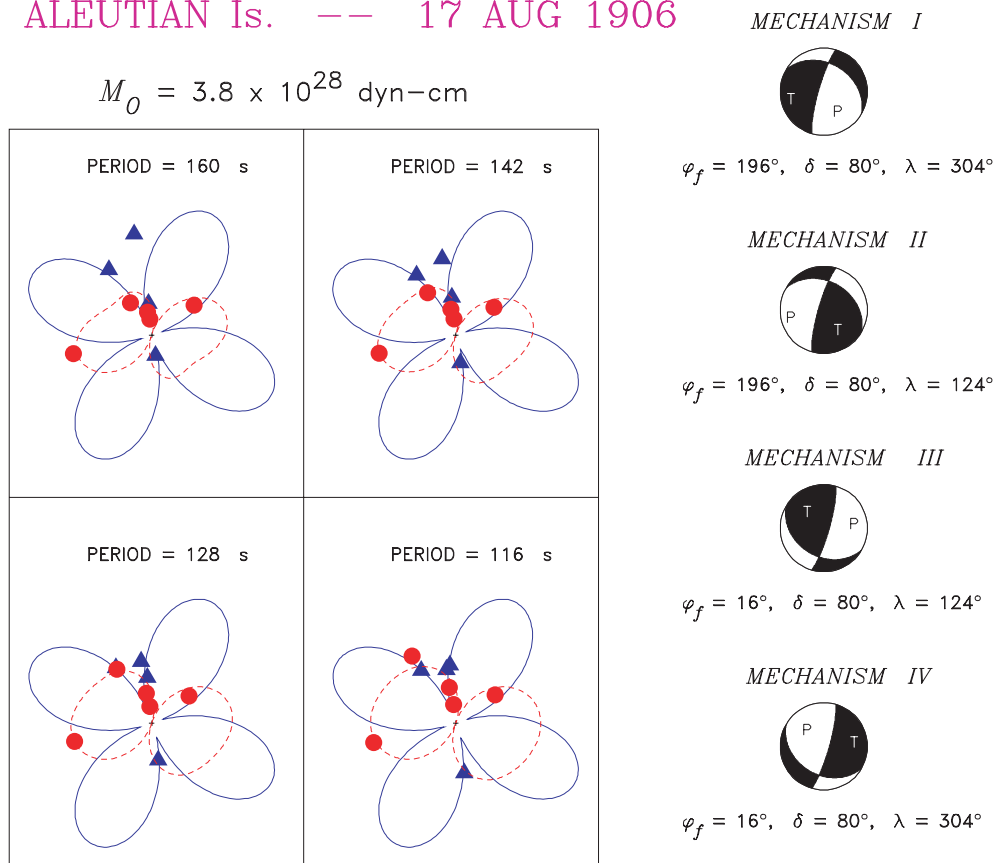 ALEUTIAN Is. -- 17 AUG 1906
M₀ = 3.8 x 10²⁸ dyn-cm
PERIOD = 160 s
PERIOD = 142 s
PERIOD = 128 s
PERIOD = 116 s
MECHANISM I
T
P
φf = 196°, δ = 80°, λ = 304°
MECHANISM II
P
T
φf = 196°, δ = 80°, λ = 124°
MECHANISM III
T
P
φf = 16°, δ = 80°, λ = 124°
MECHANISM IV
P
T
φf = 16°, δ = 80°, λ = 304°